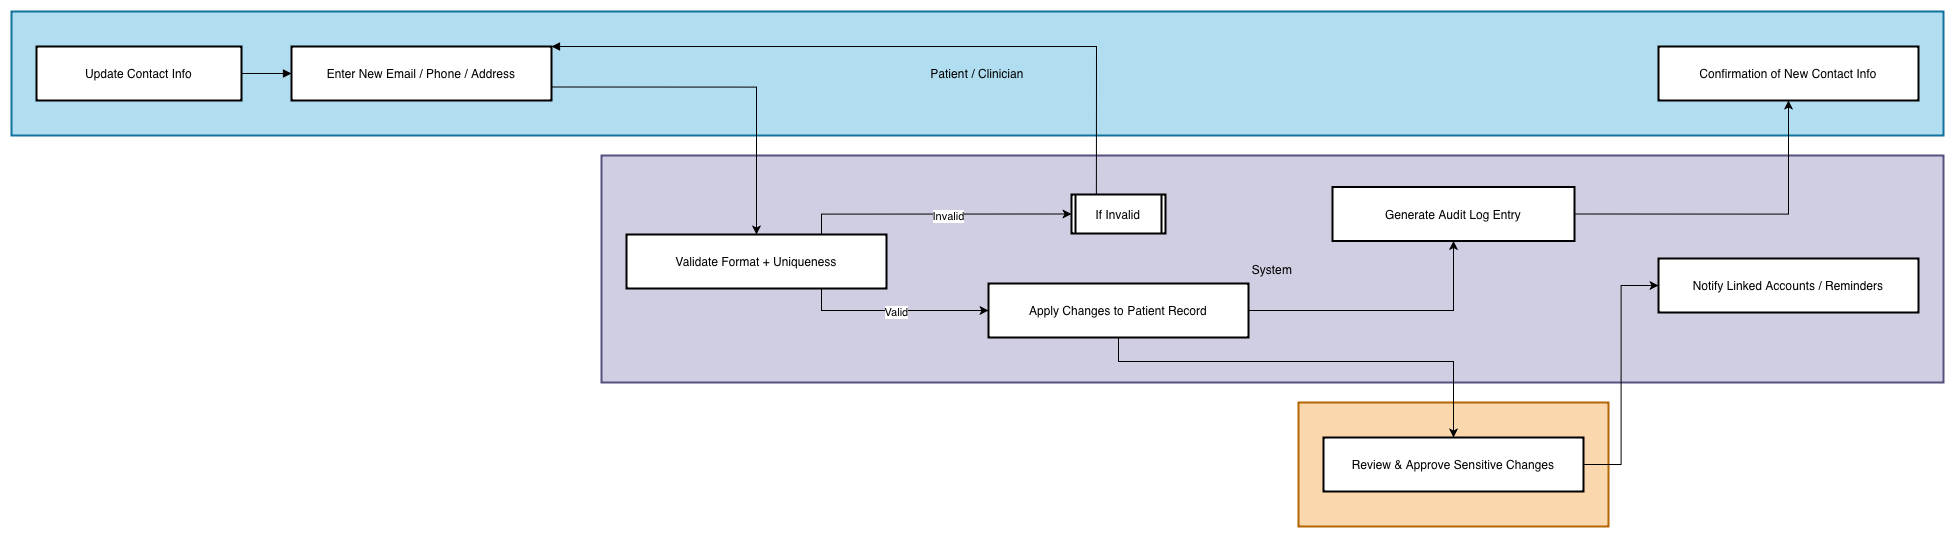 Update Contact Info
Enter New Email / Phone / Address
Patient / Clinician
Confirmation of New Contact Info
Invalid
If Invalid
Generate Audit Log Entry
Validate Format + Uniqueness
System
Notify Linked Accounts / Reminders
Valid
Apply Changes to Patient Record
Review & Approve Sensitive Changes